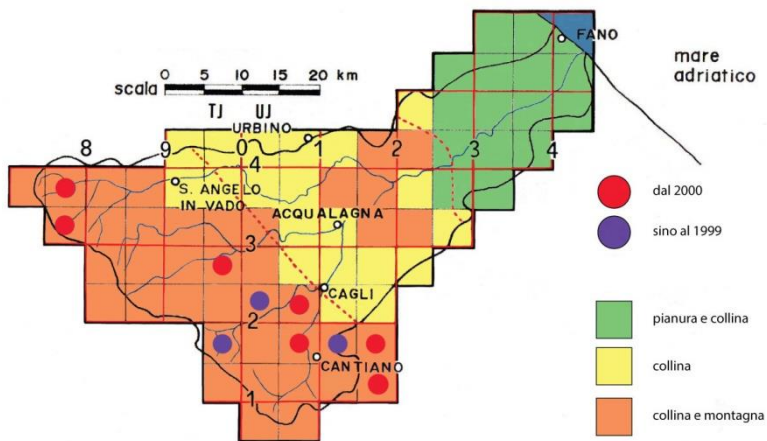 FANO
mare
adriatico
scala 0 5 10 20 km
TJ UJ
URBINO
8 9 0 1 2 3 4
4
S. ANGELO
IN VADO
ACQUALAGNA
3
CAGLI
2
CANTIANO
1
dal 2000
sino al 1999
pianura e collina
collina
collina e montagna